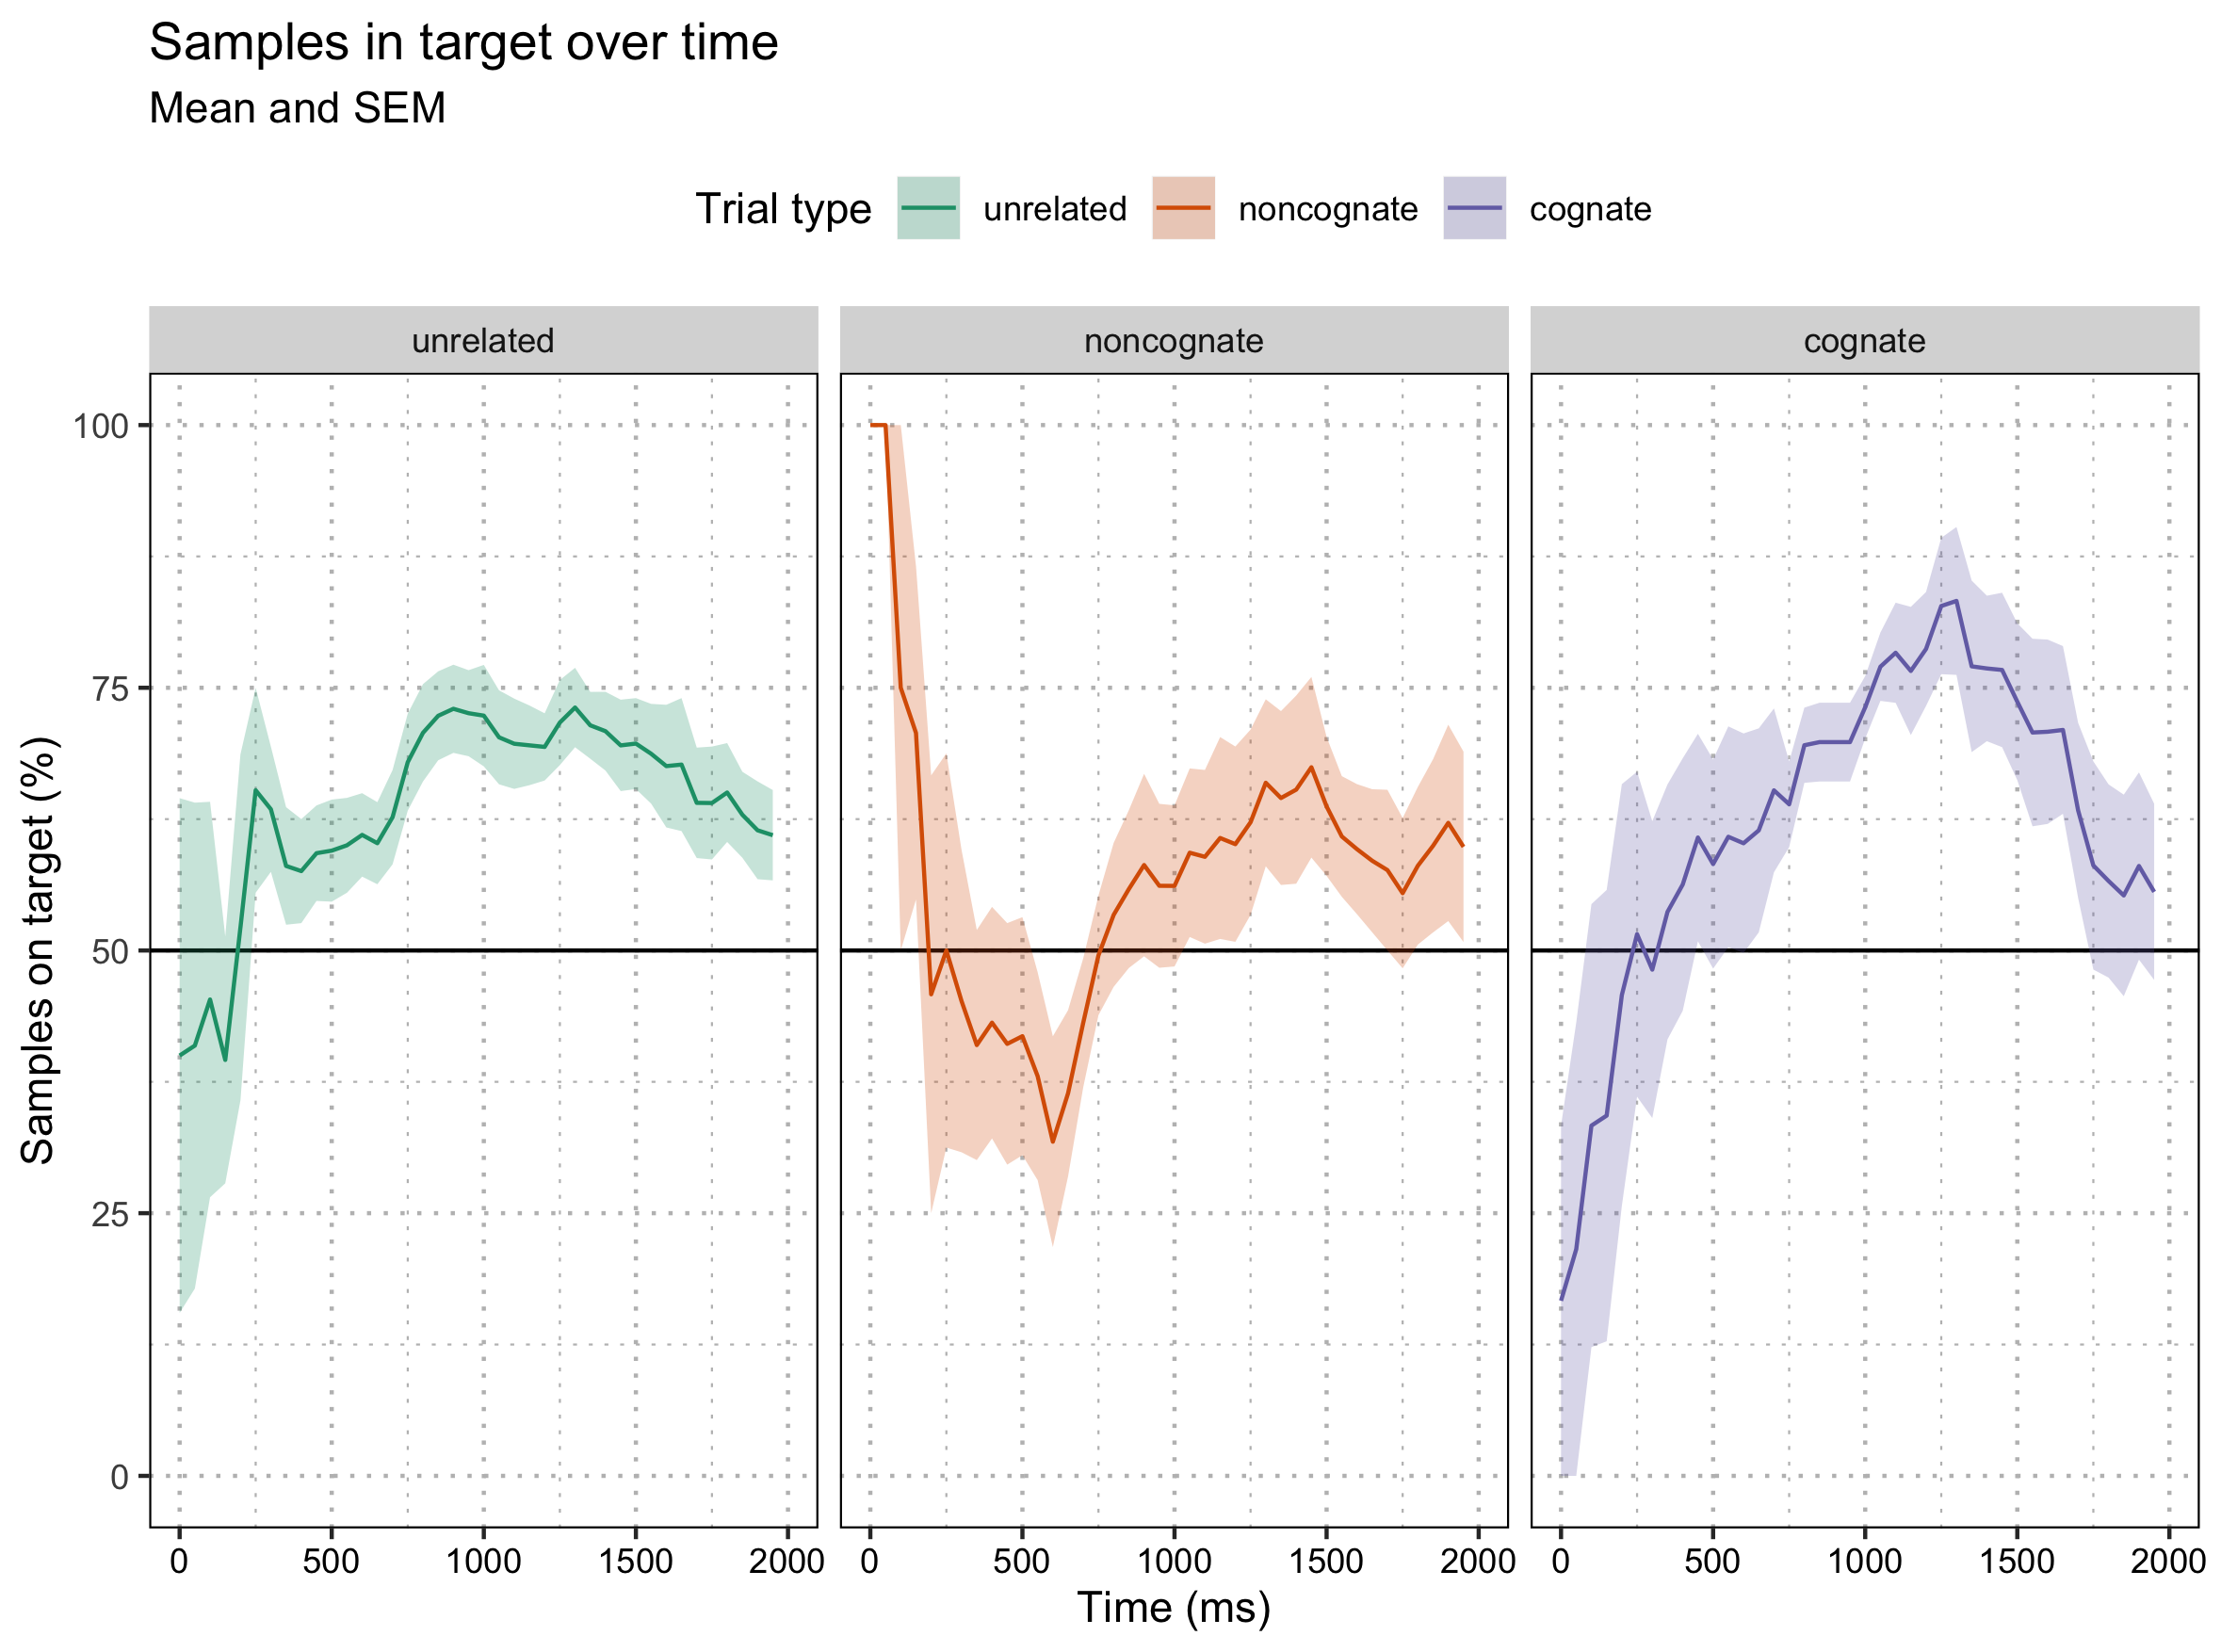 Samples in target over time
Mean and SEM
Trial type unrelated noncognate cognate
unrelated noncognate cognate
100
75
50
25
0
Samples on target (%)
0 500 1000 1500 2000 0 500 1000 1500 2000 0 500 1000 1500 2000
Time (ms)